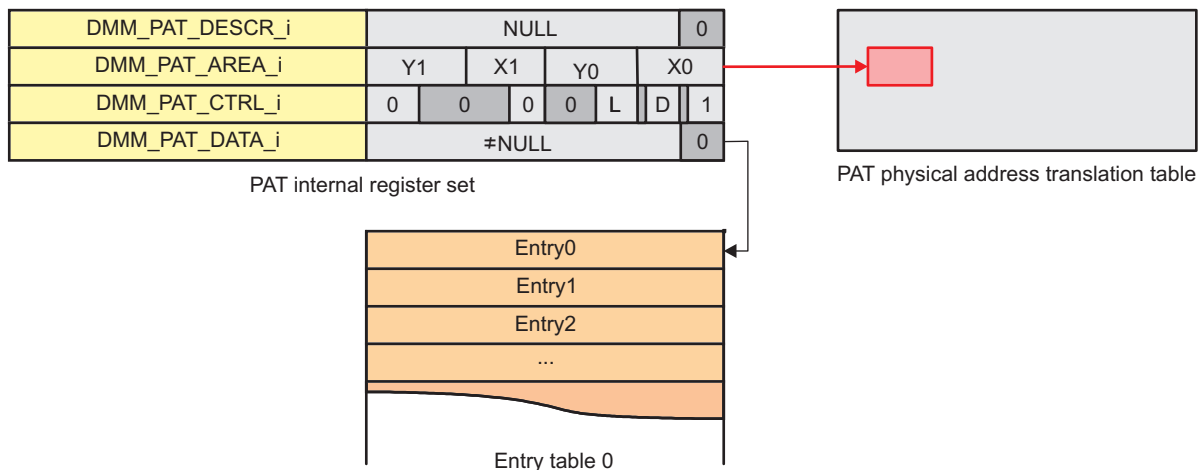 DMM_PAT_DESCR_i NULL 0
DMM_PAT_AREA_i Y1 X1 Y0 X0
DMM_PAT_CTRL_i 0 0 0 0 L D 1
DMM_PAT_DATA_i ≠NULL 0
PAT internal register set
PAT physical address translation table
Entry0
Entry1
Entry2
...
Entry table 0